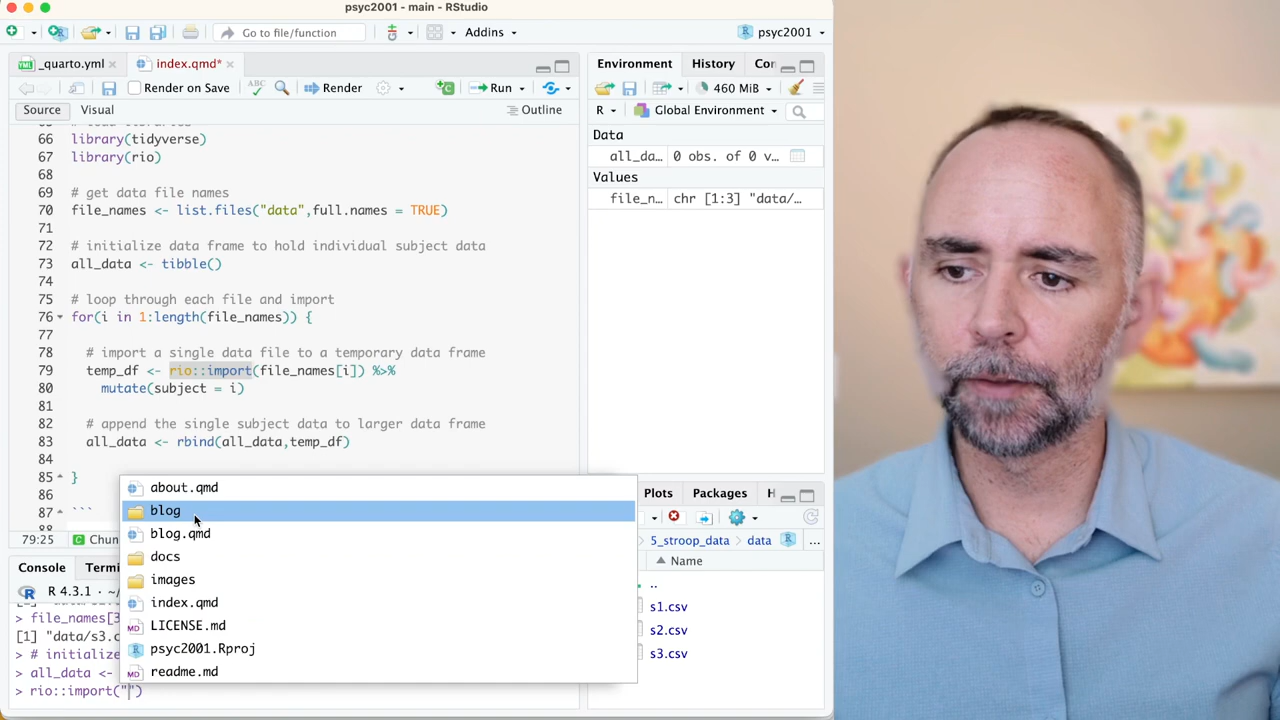 psyc2001 - main - RStudio
Go to file/function
Addins
psyc2001
_quarto.yml
index.qmd*
Render on Save
ABC
Render
Run
Source
Visual
Outline
66 library(tidyverse)
67 library(rio)
68
69 # get data file names
70 file_names <- list.files("data",full.names = TRUE)
71
72 # initialize data frame to hold individual subject data
73 all_data <- tibble()
74
75 # loop through each file and import
76 for(i in 1:length(file_names)) {
77
78 # import a single data file to a temporary data frame
79 temp_df <- rio::import(file_names[i]) %>%
80 mutate(subject = i)
81
82 # append the single subject data to larger data frame
83 all_data <- rbind(all_data,temp_df)
84
85 }
86
87 ```
88
79:25
Chun
about.qmd
blog
blog.qmd
docs
images
index.qmd
LICENSE.md
psyc2001.Rproj
readme.md
Console
Termi
R 4.3.1 · ~/
> file_names[3
[1] "data/s3.c
> # initialize
> all_data <-
> rio::import("")
Environment
History
Con
460 MiB
R
Global Environment
Data
all_da… 0 obs. of 0 v…
Values
file_n… chr [1:3] "data/…
Plots
Packages
H
5_stroop_data
data
...
Name
..
s1.csv
s2.csv
s3.csv